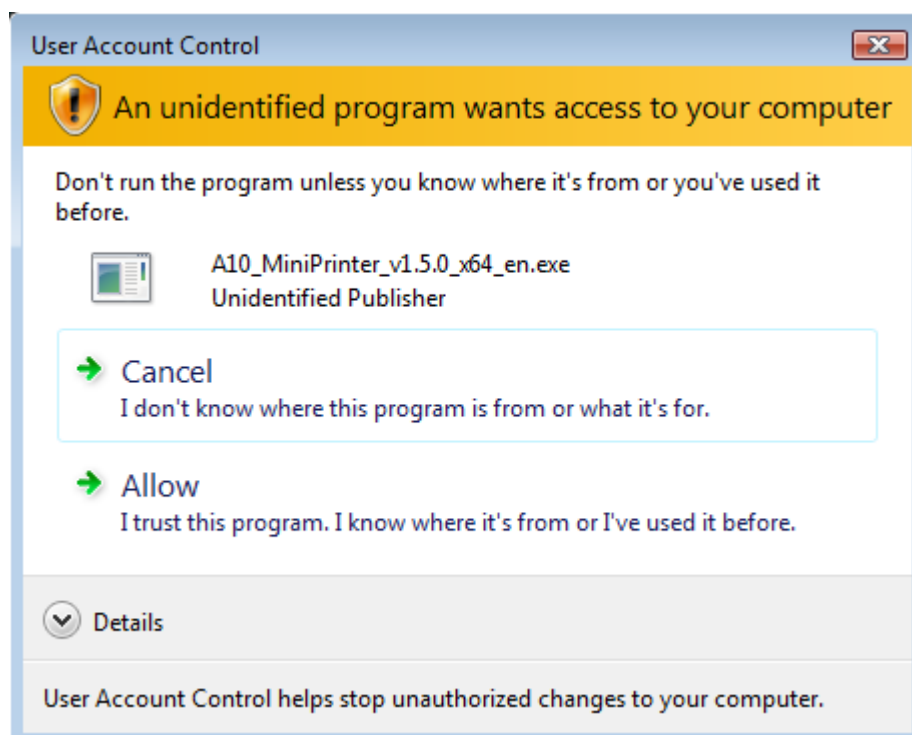 User Account Control
An unidentified program wants access to your computer
Don't run the program unless you know where it's from or you've used it
before.
A10_MiniPrinter_v1.5.0_x64_en.exe
Unidentified Publisher
Cancel
I don't know where this program is from or what it's for.
Allow
I trust this program. I know where it's from or I've used it before.
Details
User Account Control helps stop unauthorized changes to your computer.